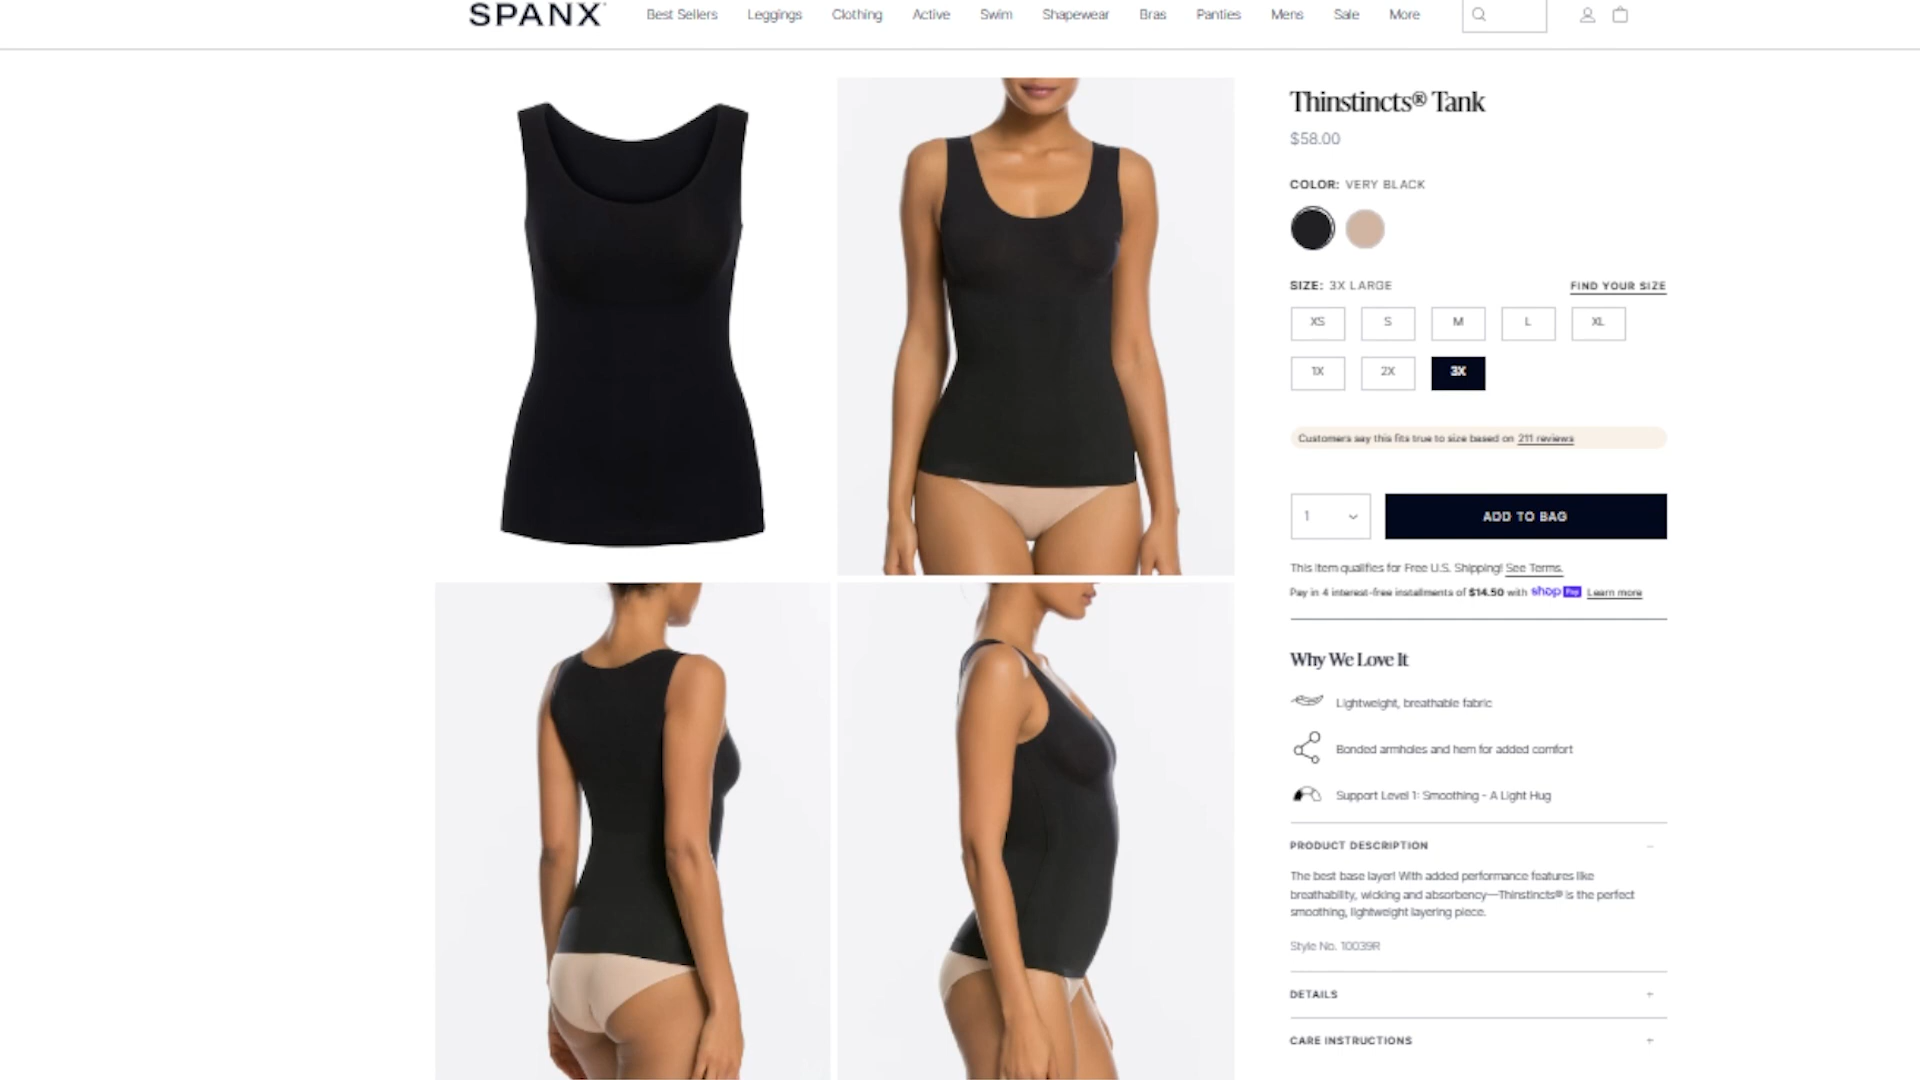 SPANX
Best Sellers Leggings Clothing Active Swim Shapewear Bras Panties Mens Sale More
Thinstincts® Tank
$58.00
COLOR: VERY BLACK
SIZE: 3X LARGE FIND YOUR SIZE
XS S M L XL
1X 2X 3X
Customers say this fits true to size based on 211 reviews
1 ADD TO BAG
This item qualifies for Free U.S. Shipping! See Terms.
Pay in 4 interest-free installments of $14.50 with shop Pay Learn more
Why We Love It
Lightweight, breathable fabric
Bonded armholes and hem for added comfort
Support Level 1: Smoothing - A Light Hug
PRODUCT DESCRIPTION −
The best base layer! With added performance features like
breathability, wicking and absorbency—Thinstincts® is the perfect
smoothing, lightweight layering piece.
Style No. 10039R
DETAILS +
CARE INSTRUCTIONS +